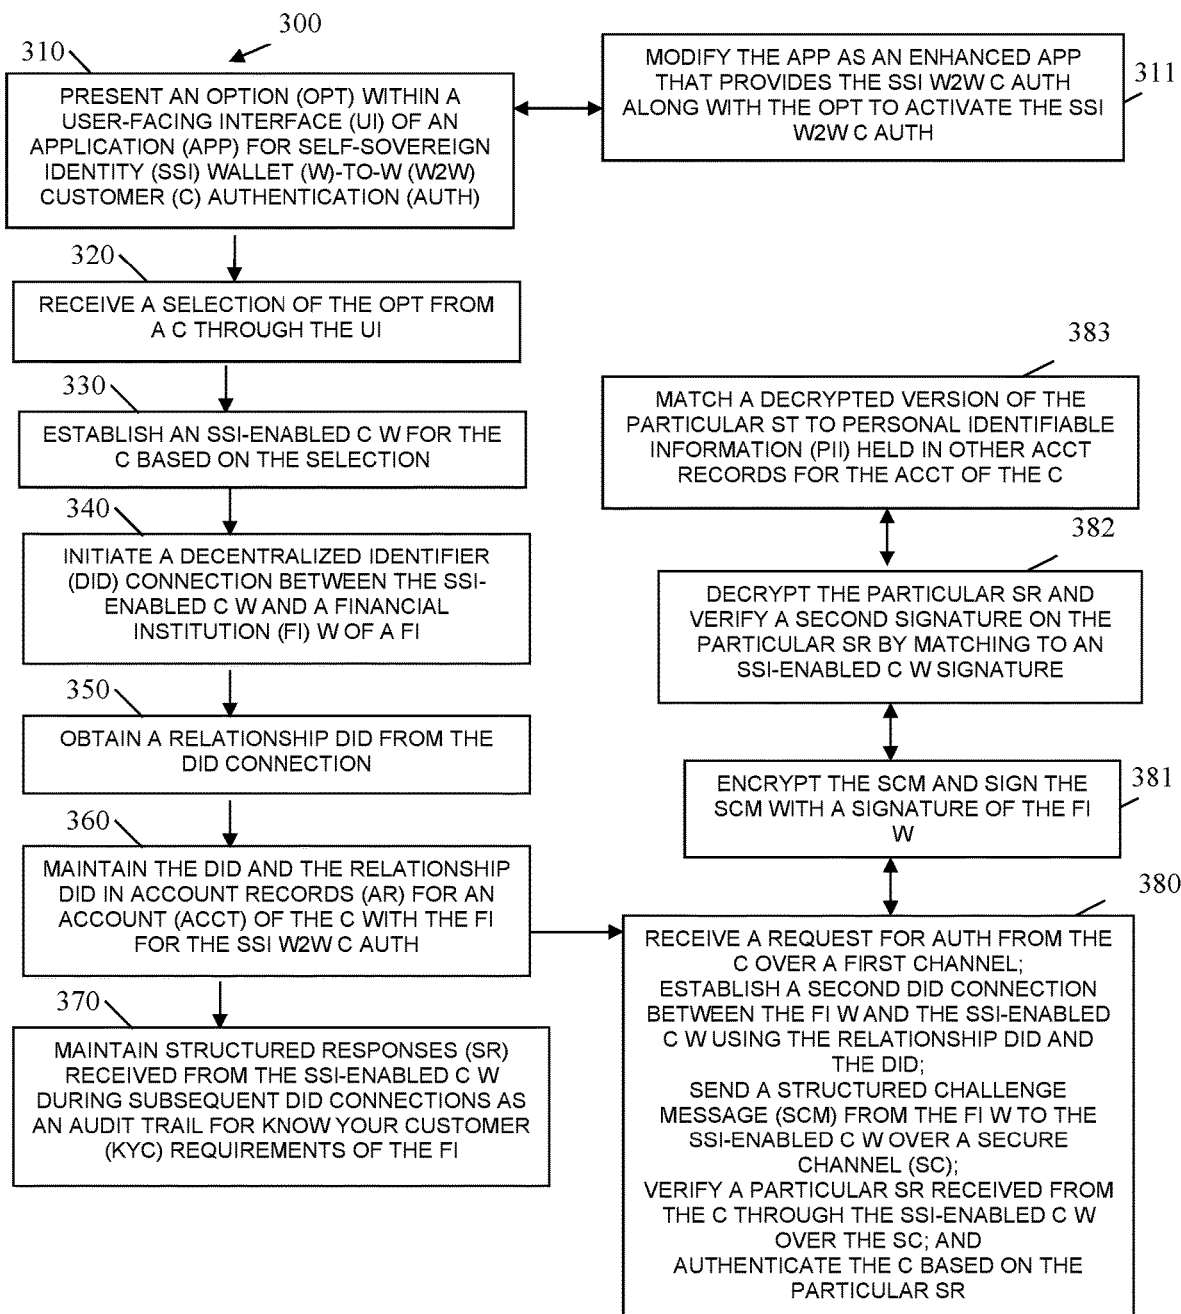 300
310
PRESENT AN OPTION (OPT) WITHIN A
USER-FACING INTERFACE (UI) OF AN
APPLICATION (APP) FOR SELF-SOVEREIGN
IDENTITY (SSI) WALLET (W)-TO-W (W2W)
CUSTOMER (C) AUTHENTICATION (AUTH)
MODIFY THE APP AS AN ENHANCED APP
THAT PROVIDES THE SSI W2W C AUTH
ALONG WITH THE OPT TO ACTIVATE THE SSI
W2W C AUTH
311
320
RECEIVE A SELECTION OF THE OPT FROM
A C THROUGH THE UI
330
ESTABLISH AN SSI-ENABLED C W FOR THE
C BASED ON THE SELECTION
340
INITIATE A DECENTRALIZED IDENTIFIER
(DID) CONNECTION BETWEEN THE SSI-
ENABLED C W AND A FINANCIAL
INSTITUTION (FI) W OF A FI
350
OBTAIN A RELATIONSHIP DID FROM THE
DID CONNECTION
360
MAINTAIN THE DID AND THE RELATIONSHIP
DID IN ACCOUNT RECORDS (AR) FOR AN
ACCOUNT (ACCT) OF THE C WITH THE FI
FOR THE SSI W2W C AUTH
370
MAINTAIN STRUCTURED RESPONSES (SR)
RECEIVED FROM THE SSI-ENABLED C W
DURING SUBSEQUENT DID CONNECTIONS AS
AN AUDIT TRAIL FOR KNOW YOUR CUSTOMER
(KYC) REQUIREMENTS OF THE FI
383
MATCH A DECRYPTED VERSION OF THE
PARTICULAR ST TO PERSONAL IDENTIFIABLE
INFORMATION (PII) HELD IN OTHER ACCT
RECORDS FOR THE ACCT OF THE C
382
DECRYPT THE PARTICULAR SR AND
VERIFY A SECOND SIGNATURE ON THE
PARTICULAR SR BY MATCHING TO AN
SSI-ENABLED C W SIGNATURE
381
ENCRYPT THE SCM AND SIGN THE
SCM WITH A SIGNATURE OF THE FI
W
380
RECEIVE A REQUEST FOR AUTH FROM THE
C OVER A FIRST CHANNEL;
ESTABLISH A SECOND DID CONNECTION
BETWEEN THE FI W AND THE SSI-ENABLED
C W USING THE RELATIONSHIP DID AND
THE DID;
SEND A STRUCTURED CHALLENGE
MESSAGE (SCM) FROM THE FI W TO THE
SSI-ENABLED C W OVER A SECURE
CHANNEL (SC);
VERIFY A PARTICULAR SR RECEIVED FROM
THE C THROUGH THE SSI-ENABLED C W
OVER THE SC; AND
AUTHENTICATE THE C BASED ON THE
PARTICULAR SR